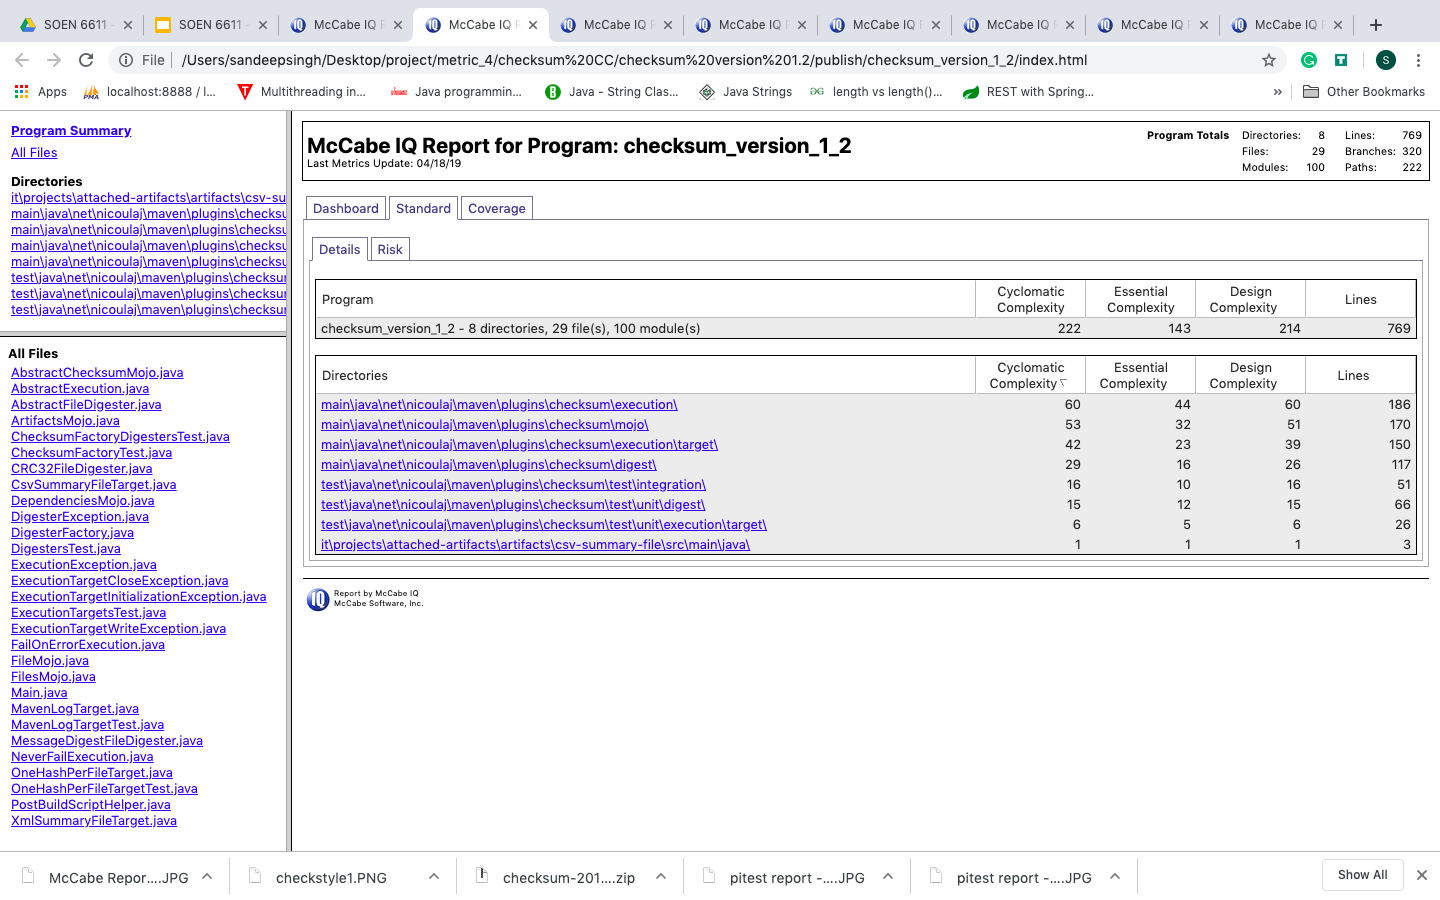 SOEN 6611 -
SOEN 6611 -
McCabe IQ R
McCabe IQ R
McCabe IQ R
McCabe IQ R
McCabe IQ R
McCabe IQ R
McCabe IQ R
McCabe IQ R
File
/Users/sandeepsingh/Desktop/project/metric_4/checksum%20CC/checksum%20version%201.2/publish/checksum_version_1_2/index.html
S
Apps
localhost:8888 / l...
Multithreading in...
Java programmin...
Java - String Clas...
Java Strings
length vs length()...
REST with Spring...
»
Other Bookmarks
Program Summary
All Files
Directories
it\projects\attached-artifacts\artifacts\csv-su
main\java\net\nicoulaj\maven\plugins\checksu
main\java\net\nicoulaj\maven\plugins\checksu
main\java\net\nicoulaj\maven\plugins\checksu
main\java\net\nicoulaj\maven\plugins\checksu
test\java\net\nicoulaj\maven\plugins\checksur
test\java\net\nicoulaj\maven\plugins\checksur
test\java\net\nicoulaj\maven\plugins\checksur
All Files
AbstractChecksumMojo.java
AbstractExecution.java
AbstractFileDigester.java
ArtifactsMojo.java
ChecksumFactoryDigestersTest.java
ChecksumFactoryTest.java
CRC32FileDigester.java
CsvSummaryFileTarget.java
DependenciesMojo.java
DigesterException.java
DigesterFactory.java
DigestersTest.java
ExecutionException.java
ExecutionTargetCloseException.java
ExecutionTargetInitializationException.java
ExecutionTargetsTest.java
ExecutionTargetWriteException.java
FailOnErrorExecution.java
FileMojo.java
FilesMojo.java
Main.java
MavenLogTarget.java
MavenLogTargetTest.java
MessageDigestFileDigester.java
NeverFailExecution.java
OneHashPerFileTarget.java
OneHashPerFileTargetTest.java
PostBuildScriptHelper.java
XmlSummaryFileTarget.java
McCabe IQ Report for Program: checksum_version_1_2
Last Metrics Update: 04/18/19
Program Totals Directories: 8 Lines: 769
Files: 29 Branches: 320
Modules: 100 Paths: 222
Dashboard Standard Coverage
Details Risk
Program Cyclomatic Complexity Essential Complexity Design Complexity Lines
checksum_version_1_2 - 8 directories, 29 file(s), 100 module(s) 222 143 214 769
Directories Cyclomatic Complexity Essential Complexity Design Complexity Lines
main\java\net\nicoulaj\maven\plugins\checksum\execution\ 60 44 60 186
main\java\net\nicoulaj\maven\plugins\checksum\mojo\ 53 32 51 170
main\java\net\nicoulaj\maven\plugins\checksum\execution\target\ 42 23 39 150
main\java\net\nicoulaj\maven\plugins\checksum\digest\ 29 16 26 117
test\java\net\nicoulaj\maven\plugins\checksum\test\integration\ 16 10 16 51
test\java\net\nicoulaj\maven\plugins\checksum\test\unit\digest\ 15 12 15 66
test\java\net\nicoulaj\maven\plugins\checksum\test\unit\execution\target\ 6 5 6 26
it\projects\attached-artifacts\artifacts\csv-summary-file\src\main\java\ 1 1 1 3
IQ
Report by McCabe IQ
McCabe Software, Inc.
McCabe Repor....JPG
checkstyle1.PNG
checksum-201....zip
pitest report -....JPG
pitest report -....JPG
Show All